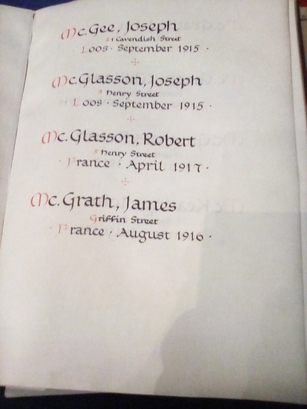 Mc.Gee, Joseph
Cavendish Street
Loos · September 1915 ·
Mc.Glasson, Joseph
Henry Street
Loos · September 1915 ·
Mc.Glasson, Robert
Henry Street
· France · April 1917 ·
Mc.Grath, James
Griffin Street
· France · August 1916 ·